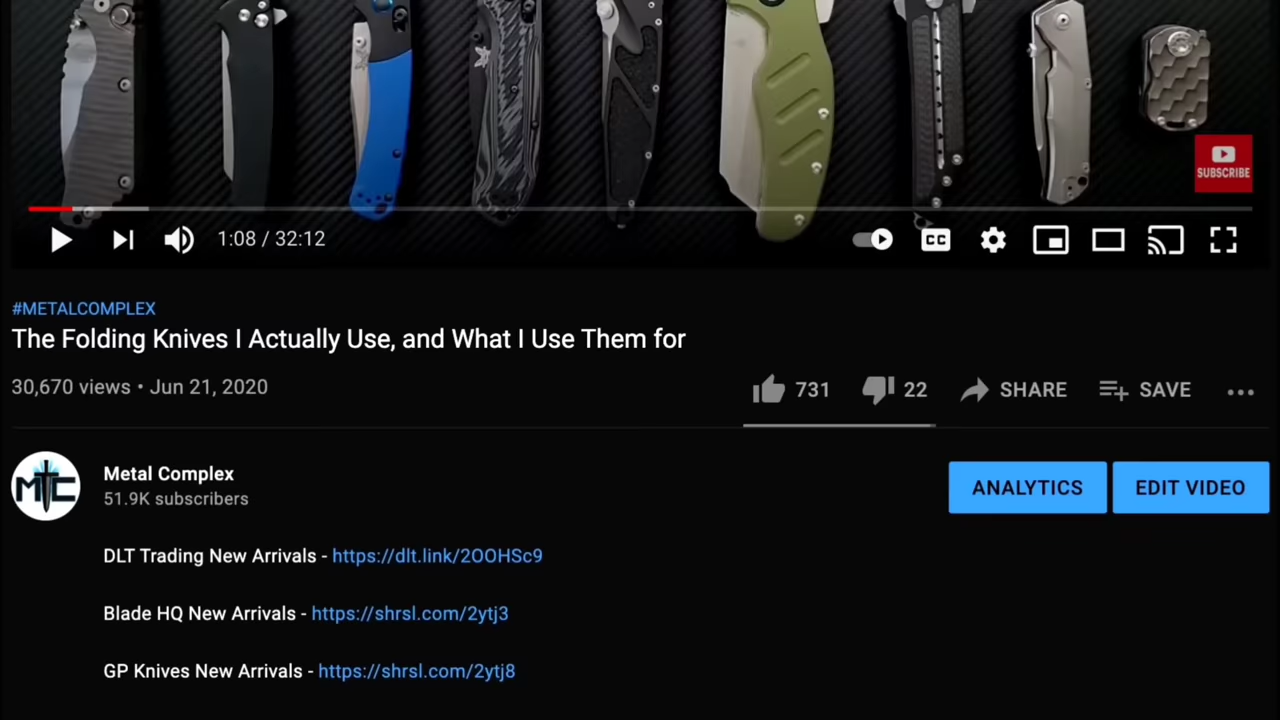 SUBSCRIBE
1:08 / 32:12
CC
#METALCOMPLEX
The Folding Knives I Actually Use, and What I Use Them for
30,670 views • Jun 21, 2020
731 22 SHARE SAVE
MTC
Metal Complex
51.9K subscribers
ANALYTICS EDIT VIDEO
DLT Trading New Arrivals - https://dlt.link/2OOHSc9
Blade HQ New Arrivals - https://shrsl.com/2ytj3
GP Knives New Arrivals - https://shrsl.com/2ytj8